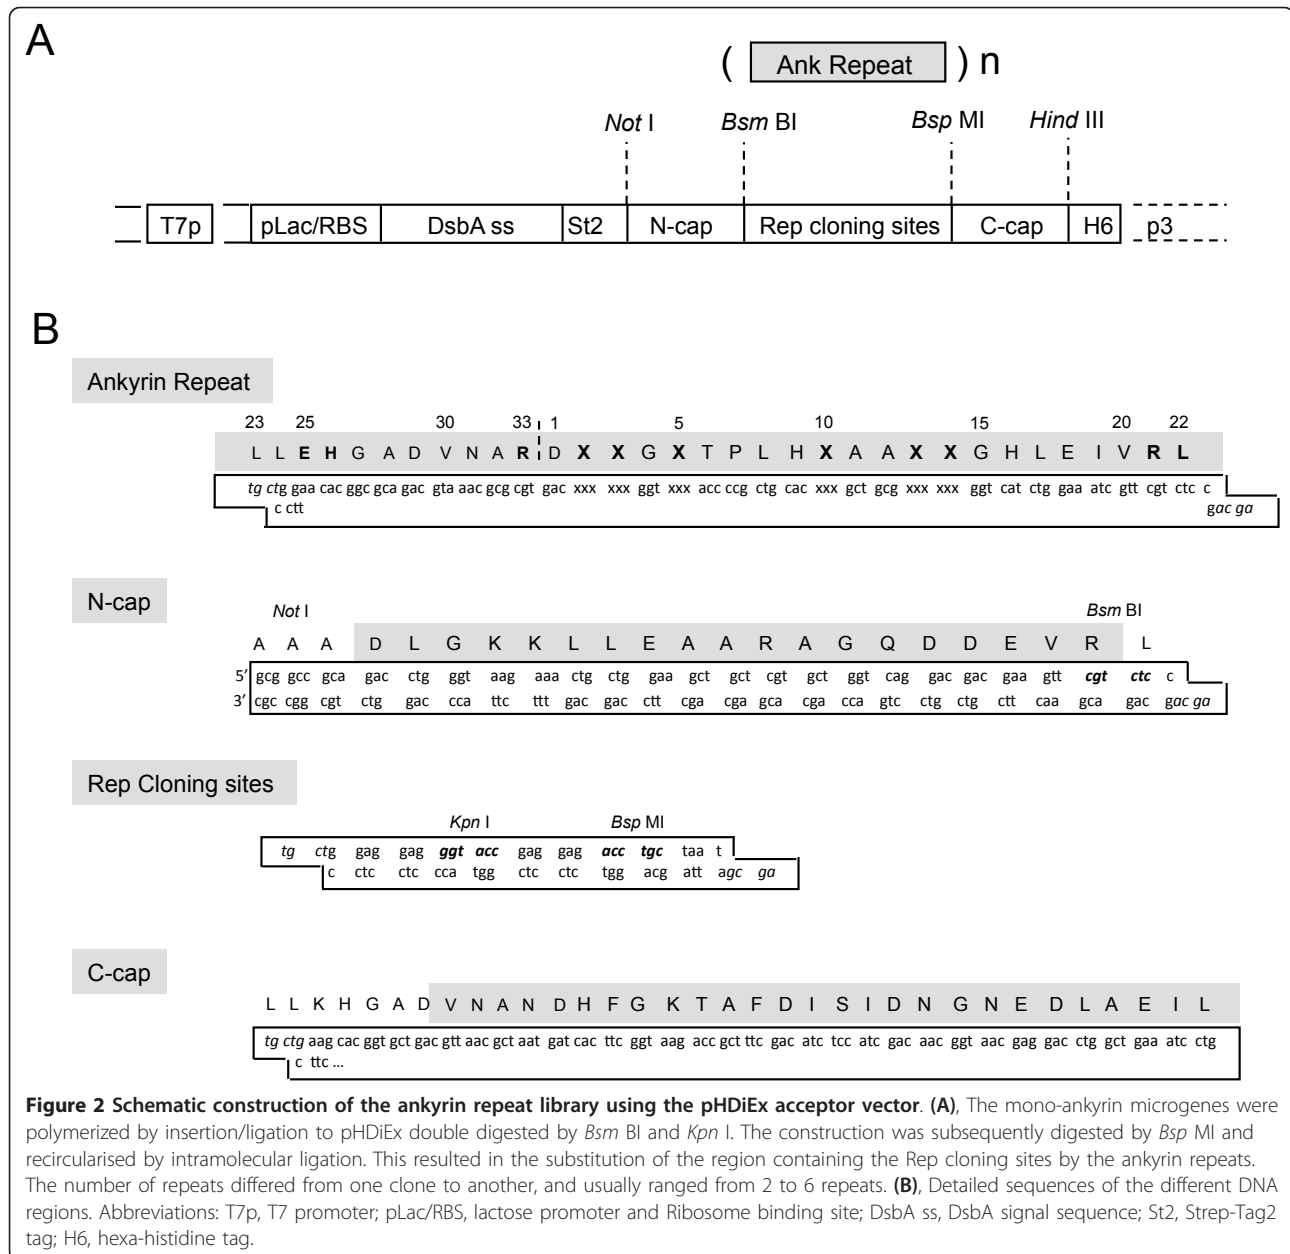 A
( Ank Repeat ) n
Not I Bsm BI Bsp MI Hind III
T7p pLac/RBS DsbA ss St2 N-cap Rep cloning sites C-cap H6 p3
B
Ankyrin Repeat
23 25 30 33 1 5 10 15 20 22
L L E H G A D V N A R D X X G X T P L H X A A X X G H L E I V R L
tg ctg gaa cac ggc gca gac gta aac gcg cgt gac xxx xxx ggt xxx acc ccg ctg cac xxx gct gcg xxx xxx ggt cat ctg gaa atc gtt cgt ctc c
c ctt gac ga
N-cap
Not I Bsm BI
A A A D L G K K L L E A A R A G Q D D E V R L
5’ gcg gcc gca gac ctg ggt aag aaa ctg ctg gaa gct gct cgt gct ggt cag gac gac gaa gtt cgt ctc c
3’ cgc cgg cgt ctg gac cca ttc ttt gac gac ctt cga cga gca cga cca gtc ctg ctg ctt caa gca gac gac ga
Rep Cloning sites
Kpn I Bsp MI
tg ctg gag gag ggt acc gag gag acc tgc taa t
c ctc ctc cca tgg ctc ctc tgg acg att agc ga
C-cap
L L K H G A D V N A N D H F G K T A F D I S I D N G N E D L A E I L
tg ctg aag cac ggt gct gac gtt aac gct aat gat cac ttc ggt aag acc gct ttc gac atc tcc atc gac aac ggt aac gag gac ctg gct gaa atc ctg
c ttc ...
Figure 2 Schematic construction of the ankyrin repeat library using the pHDiEx acceptor vector. (A), The mono-ankyrin microgenes were
polymerized by insertion/ligation to pHDiEx double digested by Bsm BI and Kpn I. The construction was subsequently digested by Bsp MI and
recircularised by intramolecular ligation. This resulted in the substitution of the region containing the Rep cloning sites by the ankyrin repeats.
The number of repeats differed from one clone to another, and usually ranged from 2 to 6 repeats. (B), Detailed sequences of the different DNA
regions. Abbreviations: T7p, T7 promoter; pLac/RBS, lactose promoter and Ribosome binding site; DsbA ss, DsbA signal sequence; St2, Strep-Tag2
tag; H6, hexa-histidine tag.